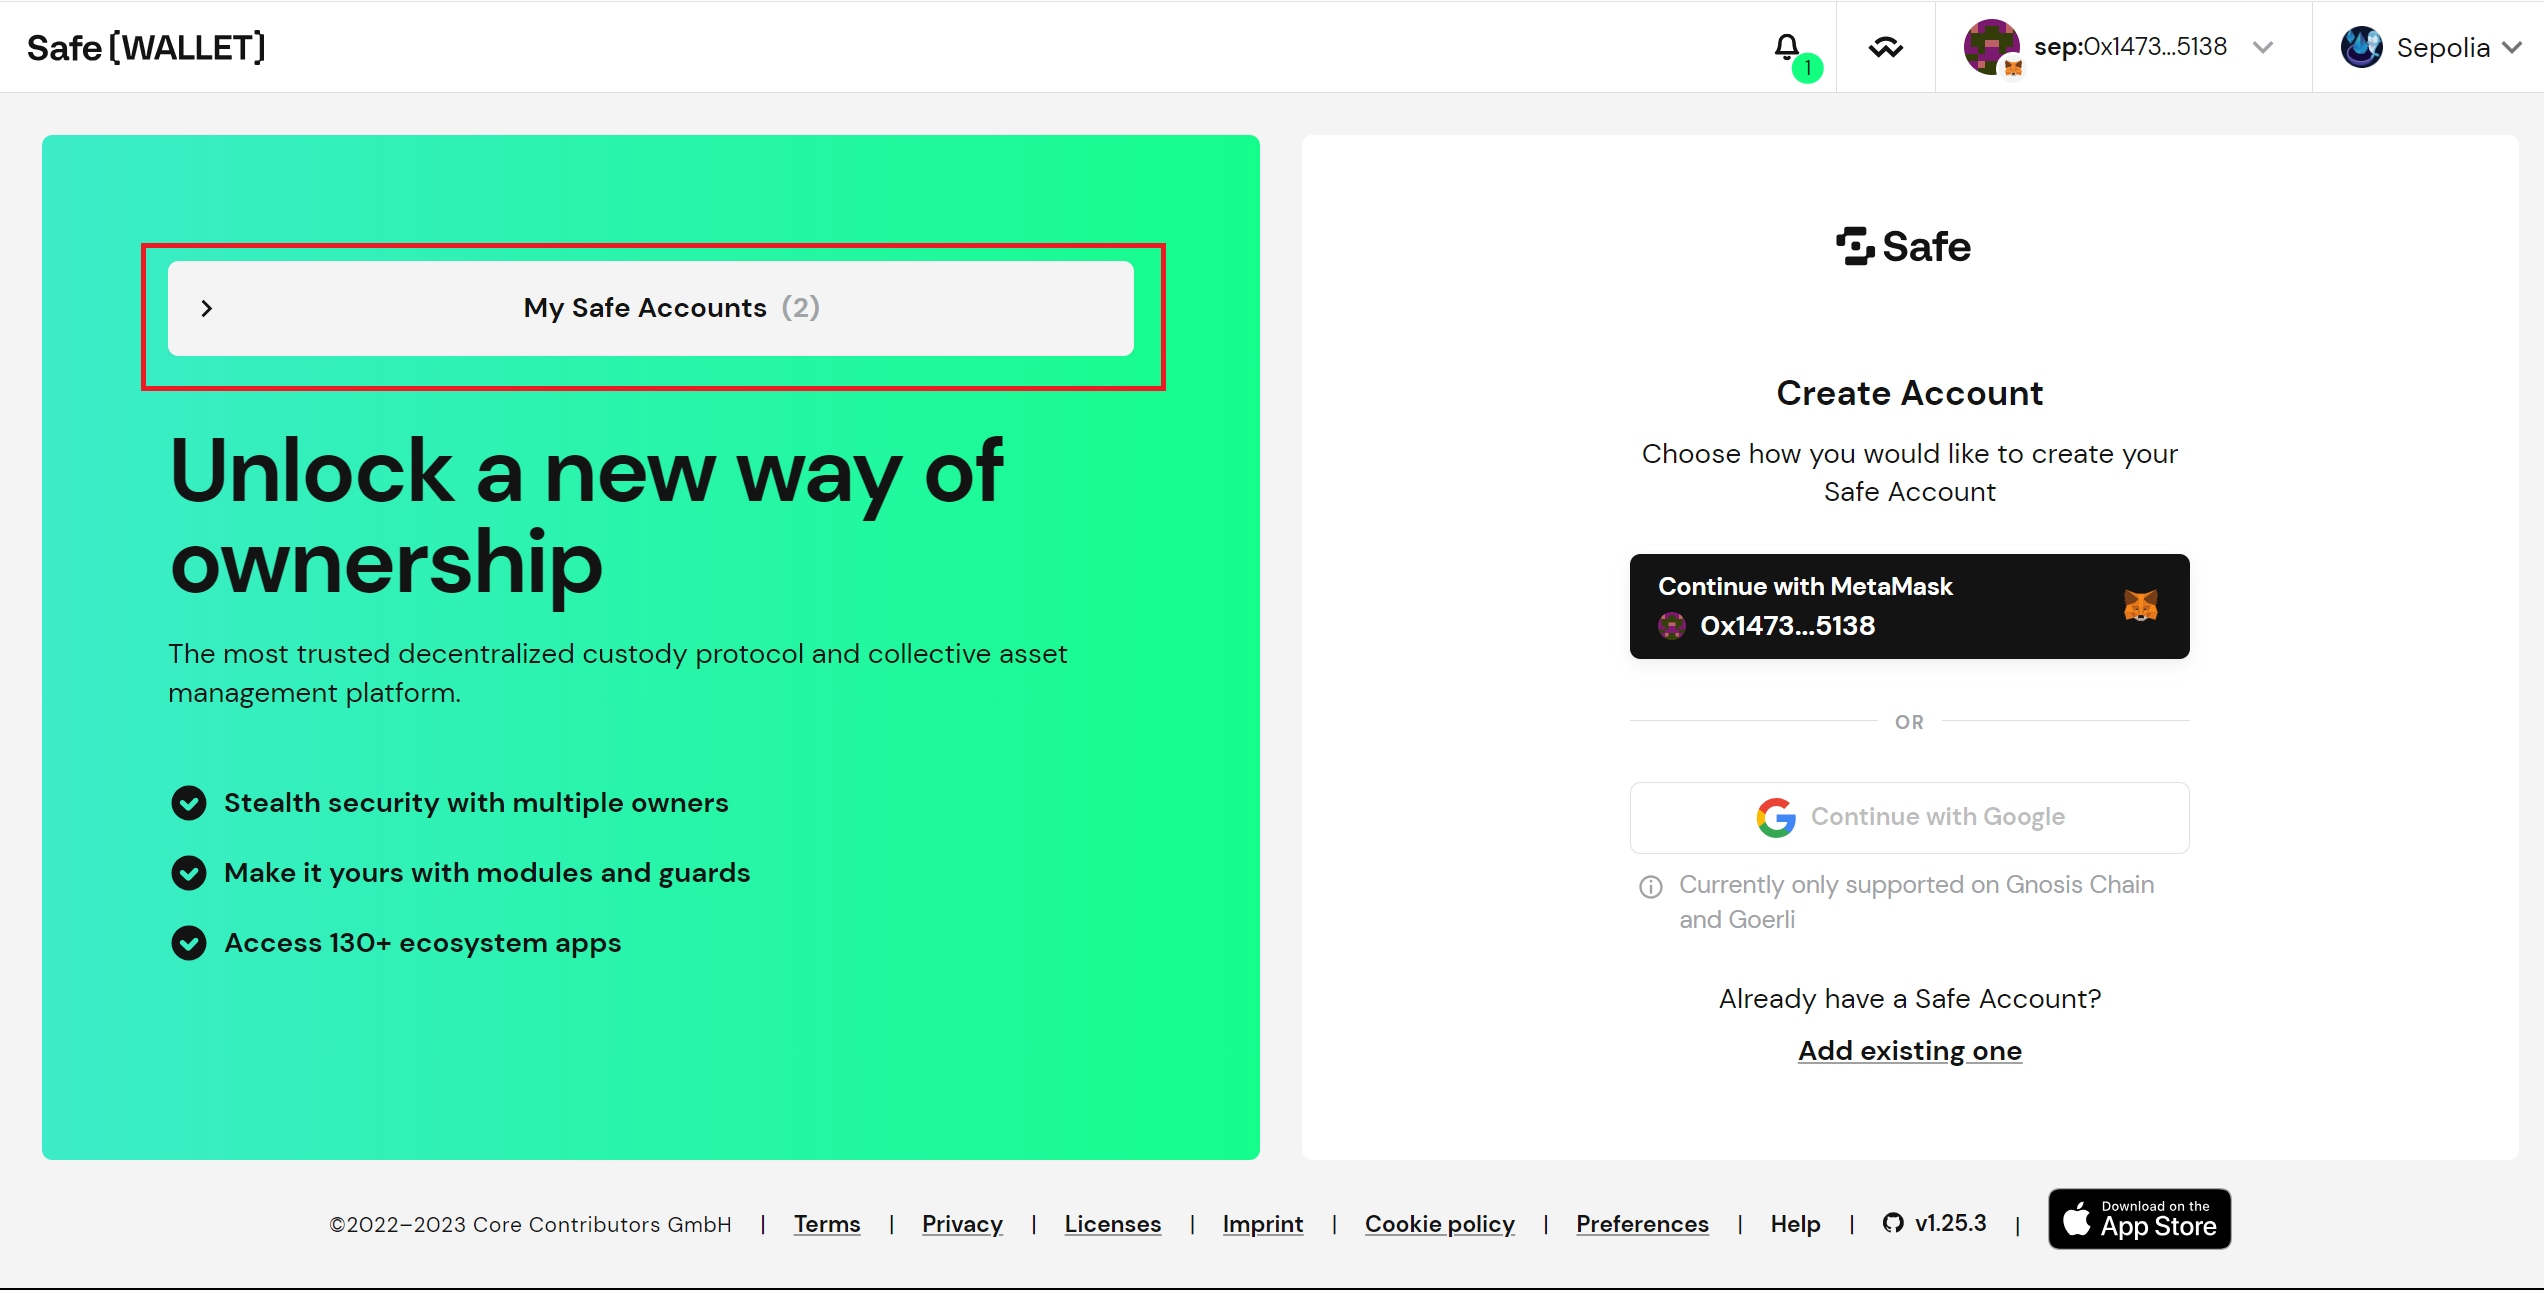 Safe [WALLET]
1
sep:0x1473...5138
Sepolia
My Safe Accounts (2)
Unlock a new way of
ownership
The most trusted decentralized custody protocol and collective asset
management platform.
Stealth security with multiple owners
Make it yours with modules and guards
Access 130+ ecosystem apps
Safe
Create Account
Choose how you would like to create your
Safe Account
Continue with MetaMask
0x1473...5138
OR
Continue with Google
Currently only supported on Gnosis Chain
and Goerli
Already have a Safe Account?
Add existing one
©2022–2023 Core Contributors GmbH | Terms | Privacy | Licenses | Imprint | Cookie policy | Preferences | Help | v1.25.3 |
Download on the
App Store